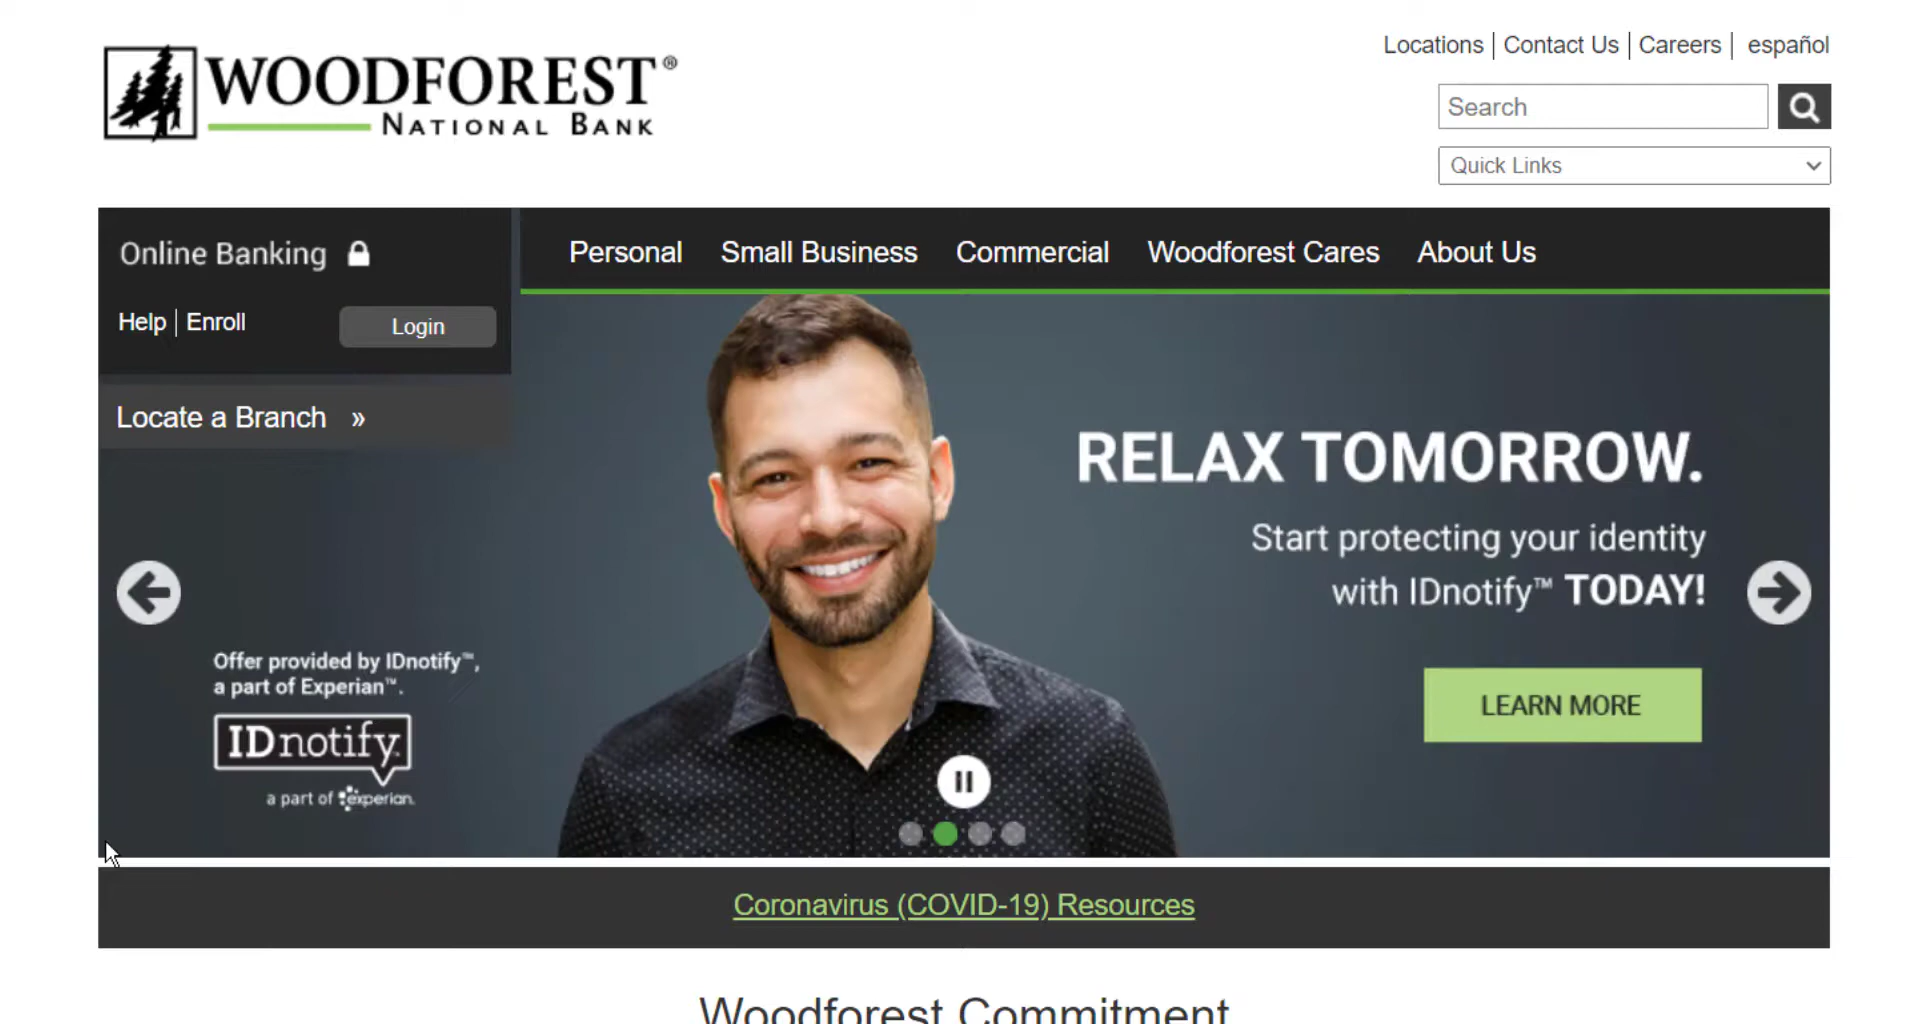 WOODFOREST®
NATIONAL BANK
Locations | Contact Us | Careers | español
Search
Quick Links
Online Banking
Help | Enroll
Login
Locate a Branch »
Personal Small Business Commercial Woodforest Cares About Us
RELAX TOMORROW.
Start protecting your identity
with IDnotify™ TODAY!
LEARN MORE
Offer provided by IDnotify™,
a part of Experian™.
IDnotify
a part of experian.
Coronavirus (COVID-19) Resources
Woodforest Commitment